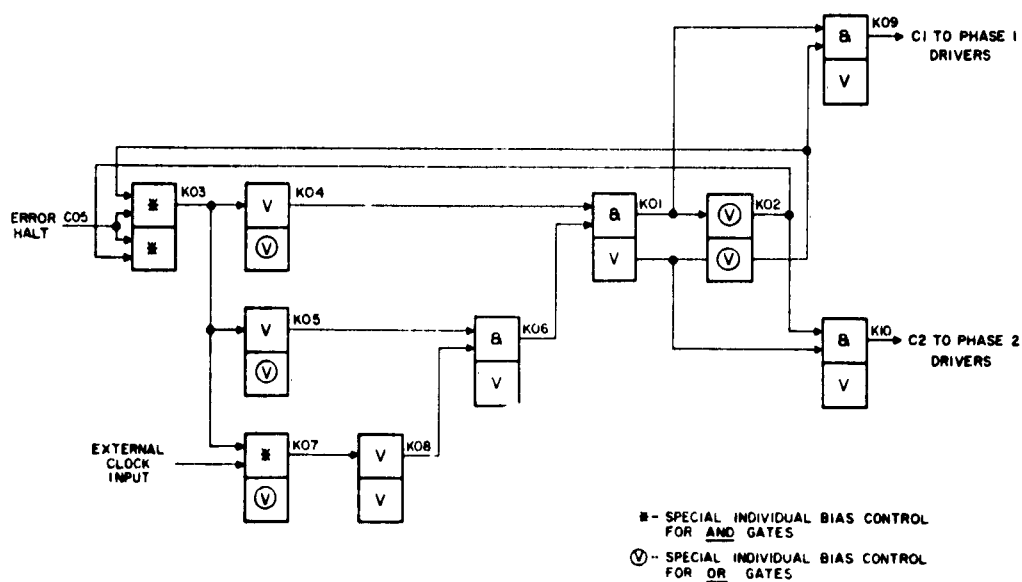 K09
&
V
C1 TO PHASE 1
DRIVERS
ERROR
HALT
C05
※
※
K03
V
Ⓥ
K04
&
V
K01
Ⓥ
Ⓥ
K02
V
Ⓥ
K05
&
V
K06
&
V
K10
C2 TO PHASE 2
DRIVERS
EXTERNAL
CLOCK
INPUT
※
Ⓥ
K07
V
V
K08
※ - SPECIAL INDIVIDUAL BIAS CONTROL
FOR AND GATES
Ⓥ - SPECIAL INDIVIDUAL BIAS CONTROL
FOR OR GATES